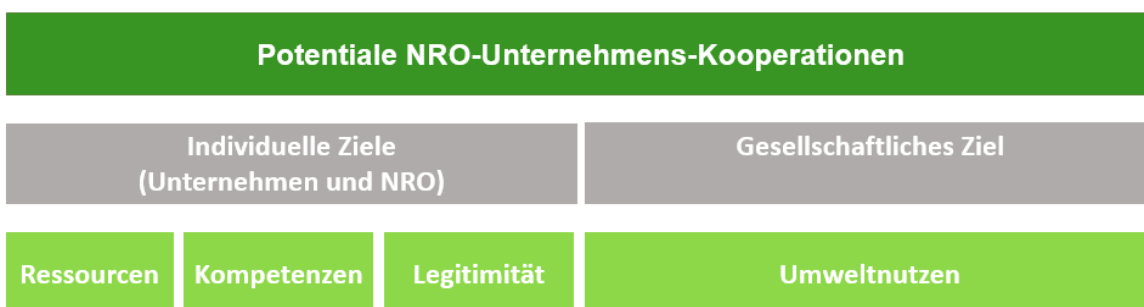 Potentiale NRO-Unternehmens-Kooperationen
Individuelle Ziele
(Unternehmen und NRO)
Gesellschaftliches Ziel
Ressourcen
Kompetenzen
Legitimität
Umweltnutzen